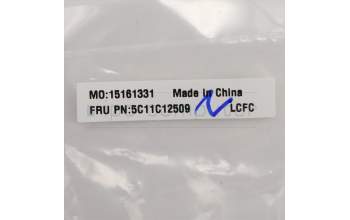 MO:15161331 Made In China
FRU PN:5C11C12509 LCFC